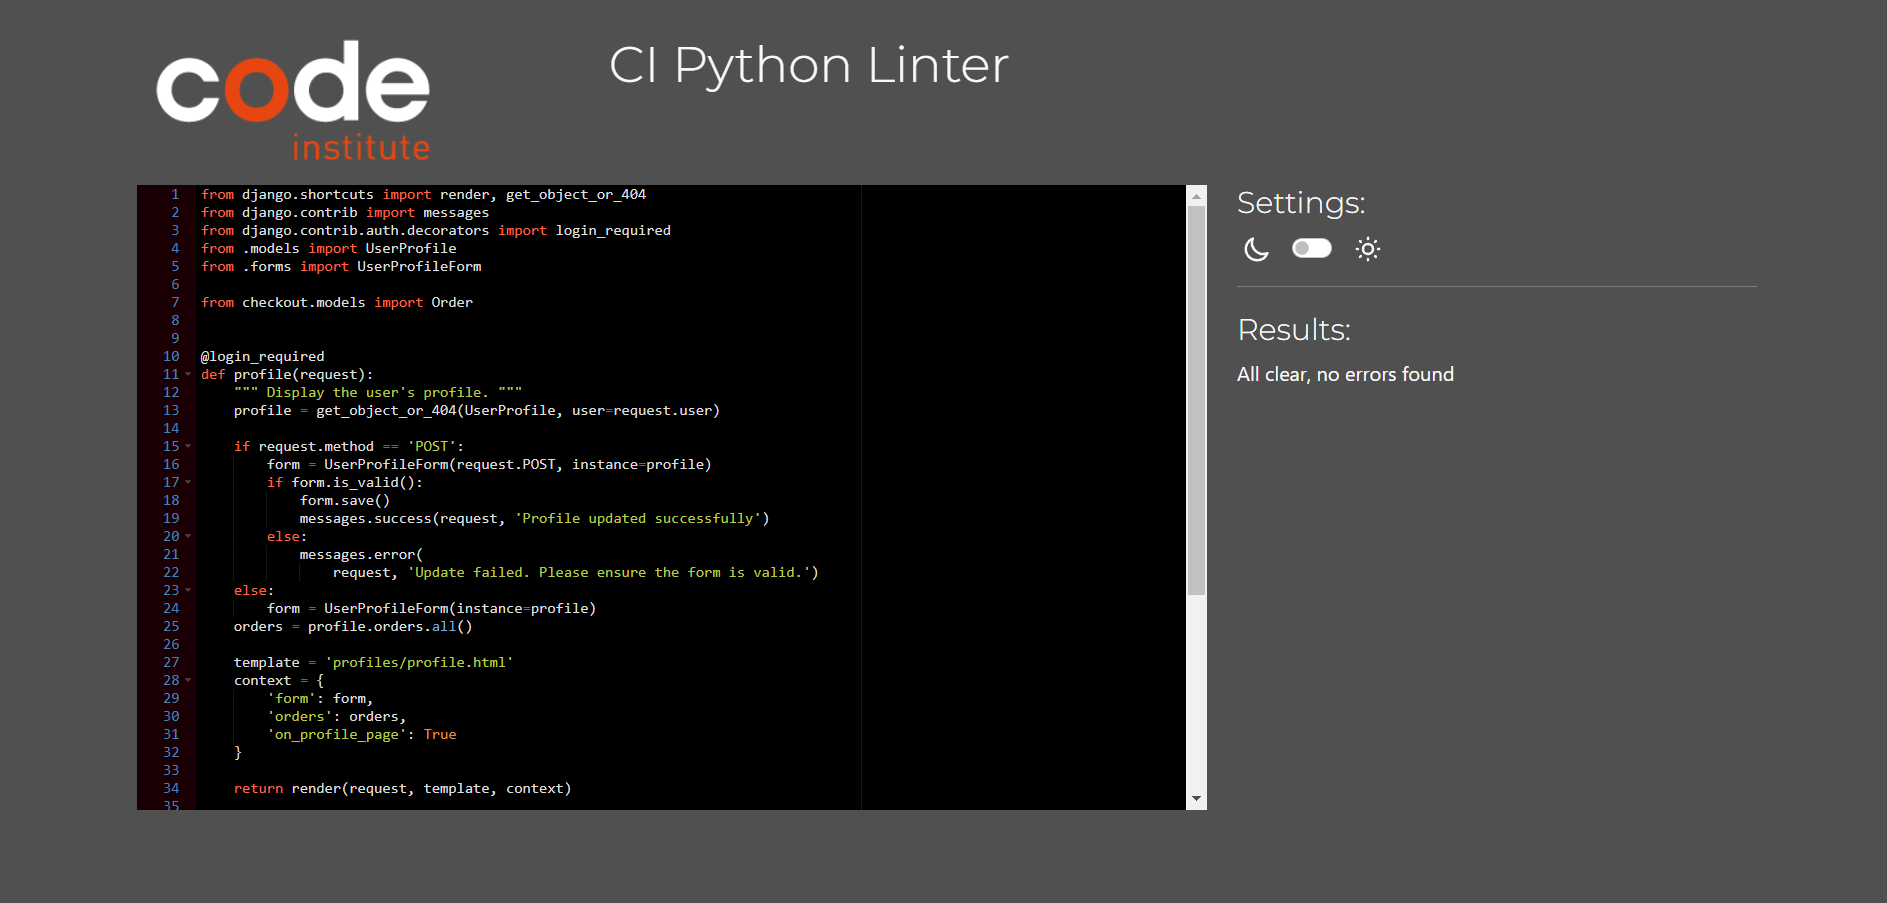 code
institute
CI Python Linter
1 from django.shortcuts import render, get_object_or_404
2 from django.contrib import messages
3 from django.contrib.auth.decorators import login_required
4 from .models import UserProfile
5 from .forms import UserProfileForm
6
7 from checkout.models import Order
8
9
10 @login_required
11 def profile(request):
12     """ Display the user's profile. """
13     profile = get_object_or_404(UserProfile, user=request.user)
14
15     if request.method == 'POST':
16         form = UserProfileForm(request.POST, instance=profile)
17         if form.is_valid():
18             form.save()
19             messages.success(request, 'Profile updated successfully')
20         else:
21             messages.error(
22                 request, 'Update failed. Please ensure the form is valid.')
23     else:
24         form = UserProfileForm(instance=profile)
25     orders = profile.orders.all()
26
27     template = 'profiles/profile.html'
28     context = {
29         'form': form,
30         'orders': orders,
31         'on_profile_page': True
32     }
33
34     return render(request, template, context)
35
Settings:
Results:
All clear, no errors found